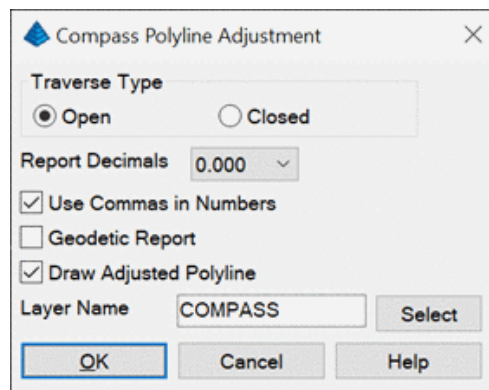 Compass Polyline Adjustment
Traverse Type
Open Closed
Report Decimals 0.000
Use Commas in Numbers
Geodetic Report
Draw Adjusted Polyline
Layer Name COMPASS Select
OK Cancel Help